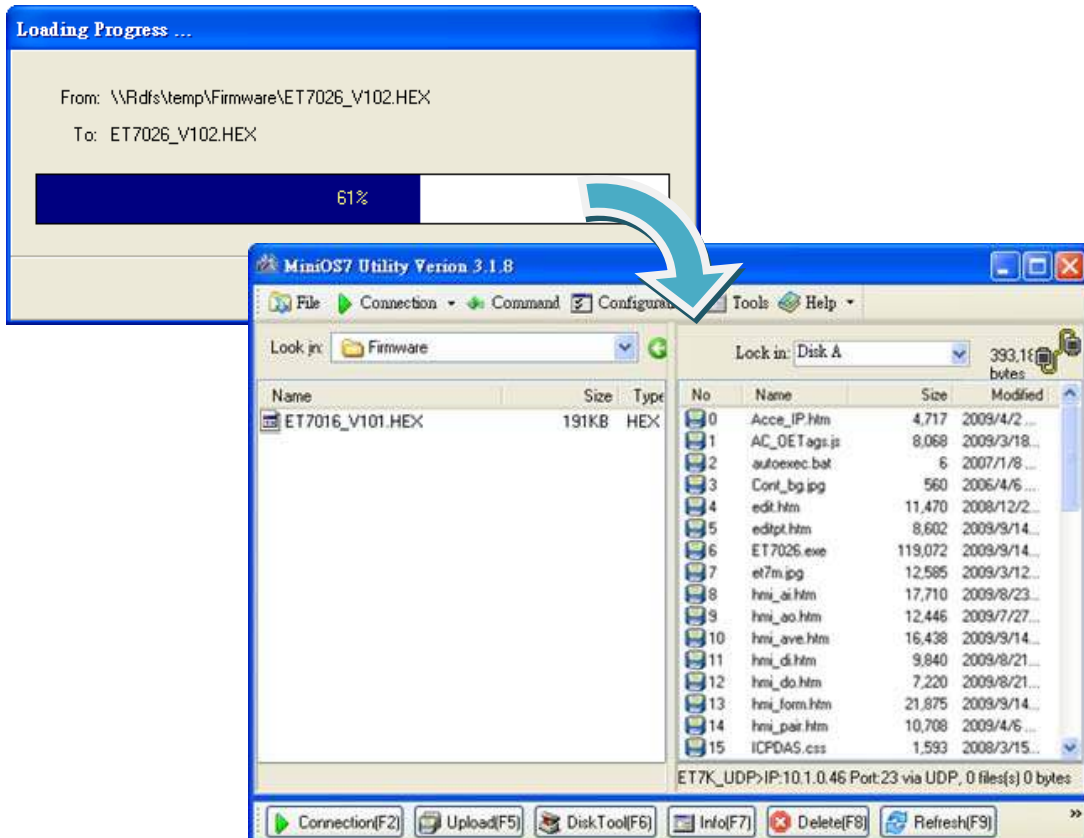 Loading Progress ...
From: \\Rdfs\temp\Firmware\ET7026_V102.HEX
To: ET7026_V102.HEX
61%
MiniOS7 Utility Verion 3.1.8
File Connection Command Tools Help
Look in: Firmware
Name Size Type
ET7016_V101.HEX 191KB HEX
Lock in: Disk A
bytes
No Name Size Modified
0 Acce_IP.htm 4,717 2009/4/2 ...
1 AC_OETags.js 8,068 2009/3/18...
2 autoexec.bat 6 2007/1/8 ...
3 Cont_bg.jpg 560 2006/4/6 ...
4 edit.htm 11,470 2008/12/2...
5 editpt.htm 8,602 2009/9/14...
6 ET7026.exe 119,072 2009/9/14...
7 et7m.jpg 12,585 2009/3/12...
8 hmi_ai.htm 17,710 2009/8/23...
9 hmi_ao.htm 12,446 2009/7/27...
10 hmi_ave.htm 16,438 2009/9/14...
11 hmi_di.htm 9,840 2009/8/21...
12 hmi_do.htm 7,220 2009/8/21...
13 hmi_form.htm 21,875 2009/9/14...
14 hmi_pair.htm 10,708 2009/4/6 ...
15 ICPDAS.css 1,593 2008/3/15...
ET7K_UDP>IP:10.1.0.46 Port:23 via UDP, 0 files(s) 0 bytes
Connection(F2) Upload(F5) DiskTool(F6) Info(F7) Delete(F8) Refresh(F9) »